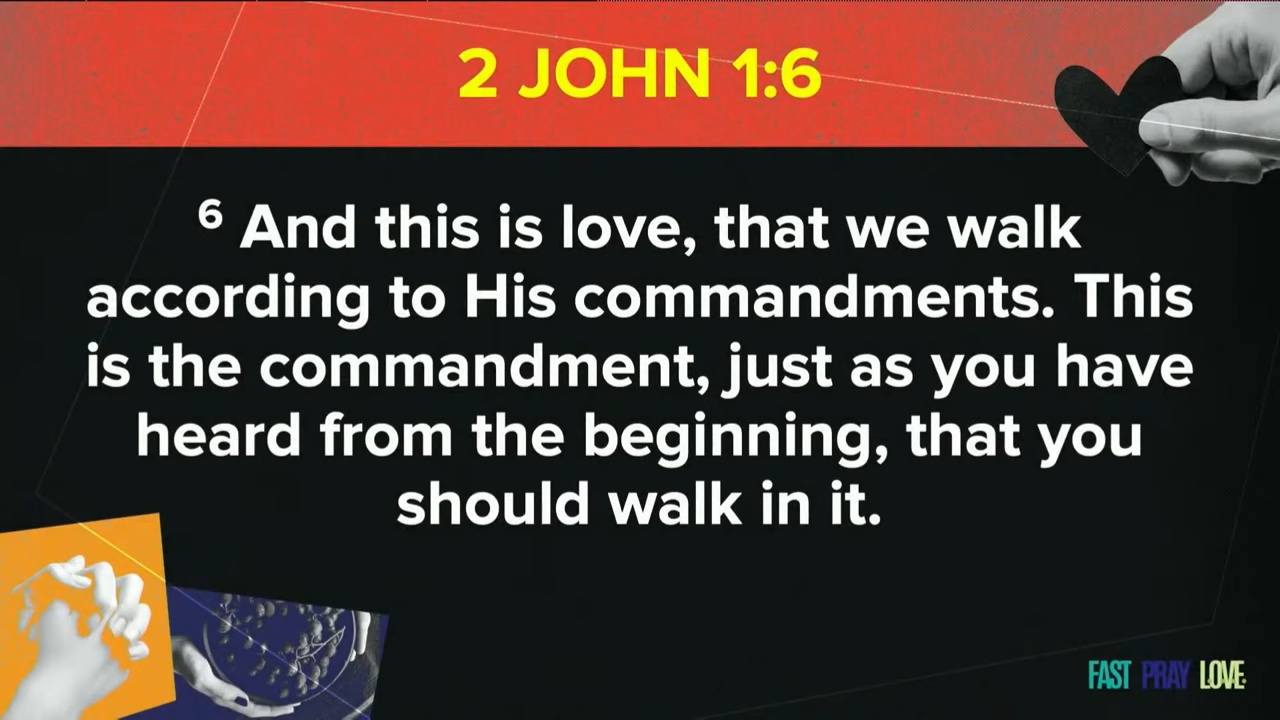 2 JOHN 1:6
⁶ And this is love, that we walk
according to His commandments. This
is the commandment, just as you have
heard from the beginning, that you
should walk in it.
FAST PRAY LOVE